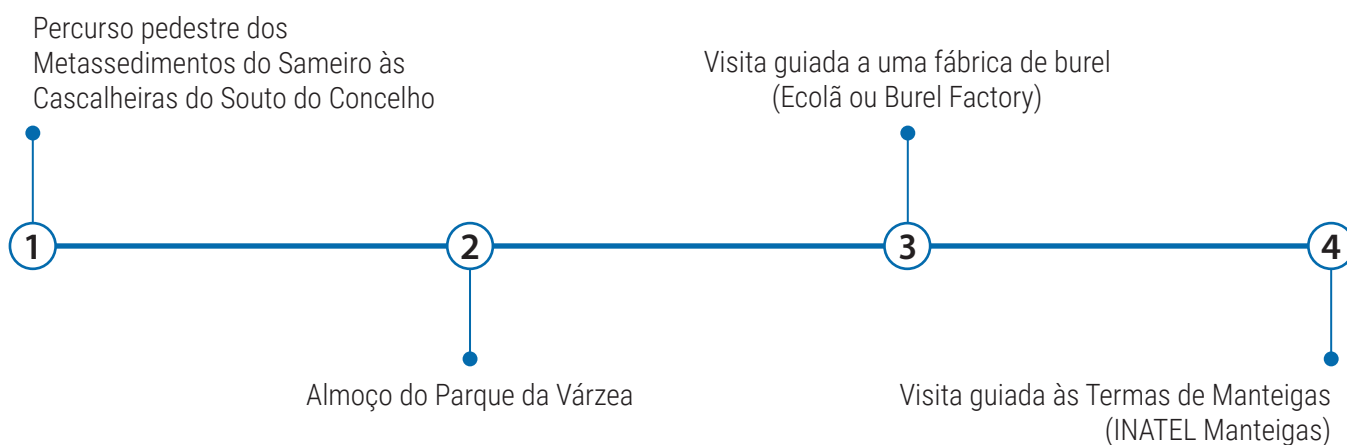 Percurso pedestre dos
Metassedimentos do Sameiro às
Cascalheiras do Souto do Concelho
Visita guiada a uma fábrica de burel
(Ecolã ou Burel Factory)
1
2
3
4
Almoço do Parque da Várzea
Visita guiada às Termas de Manteigas
(INATEL Manteigas)